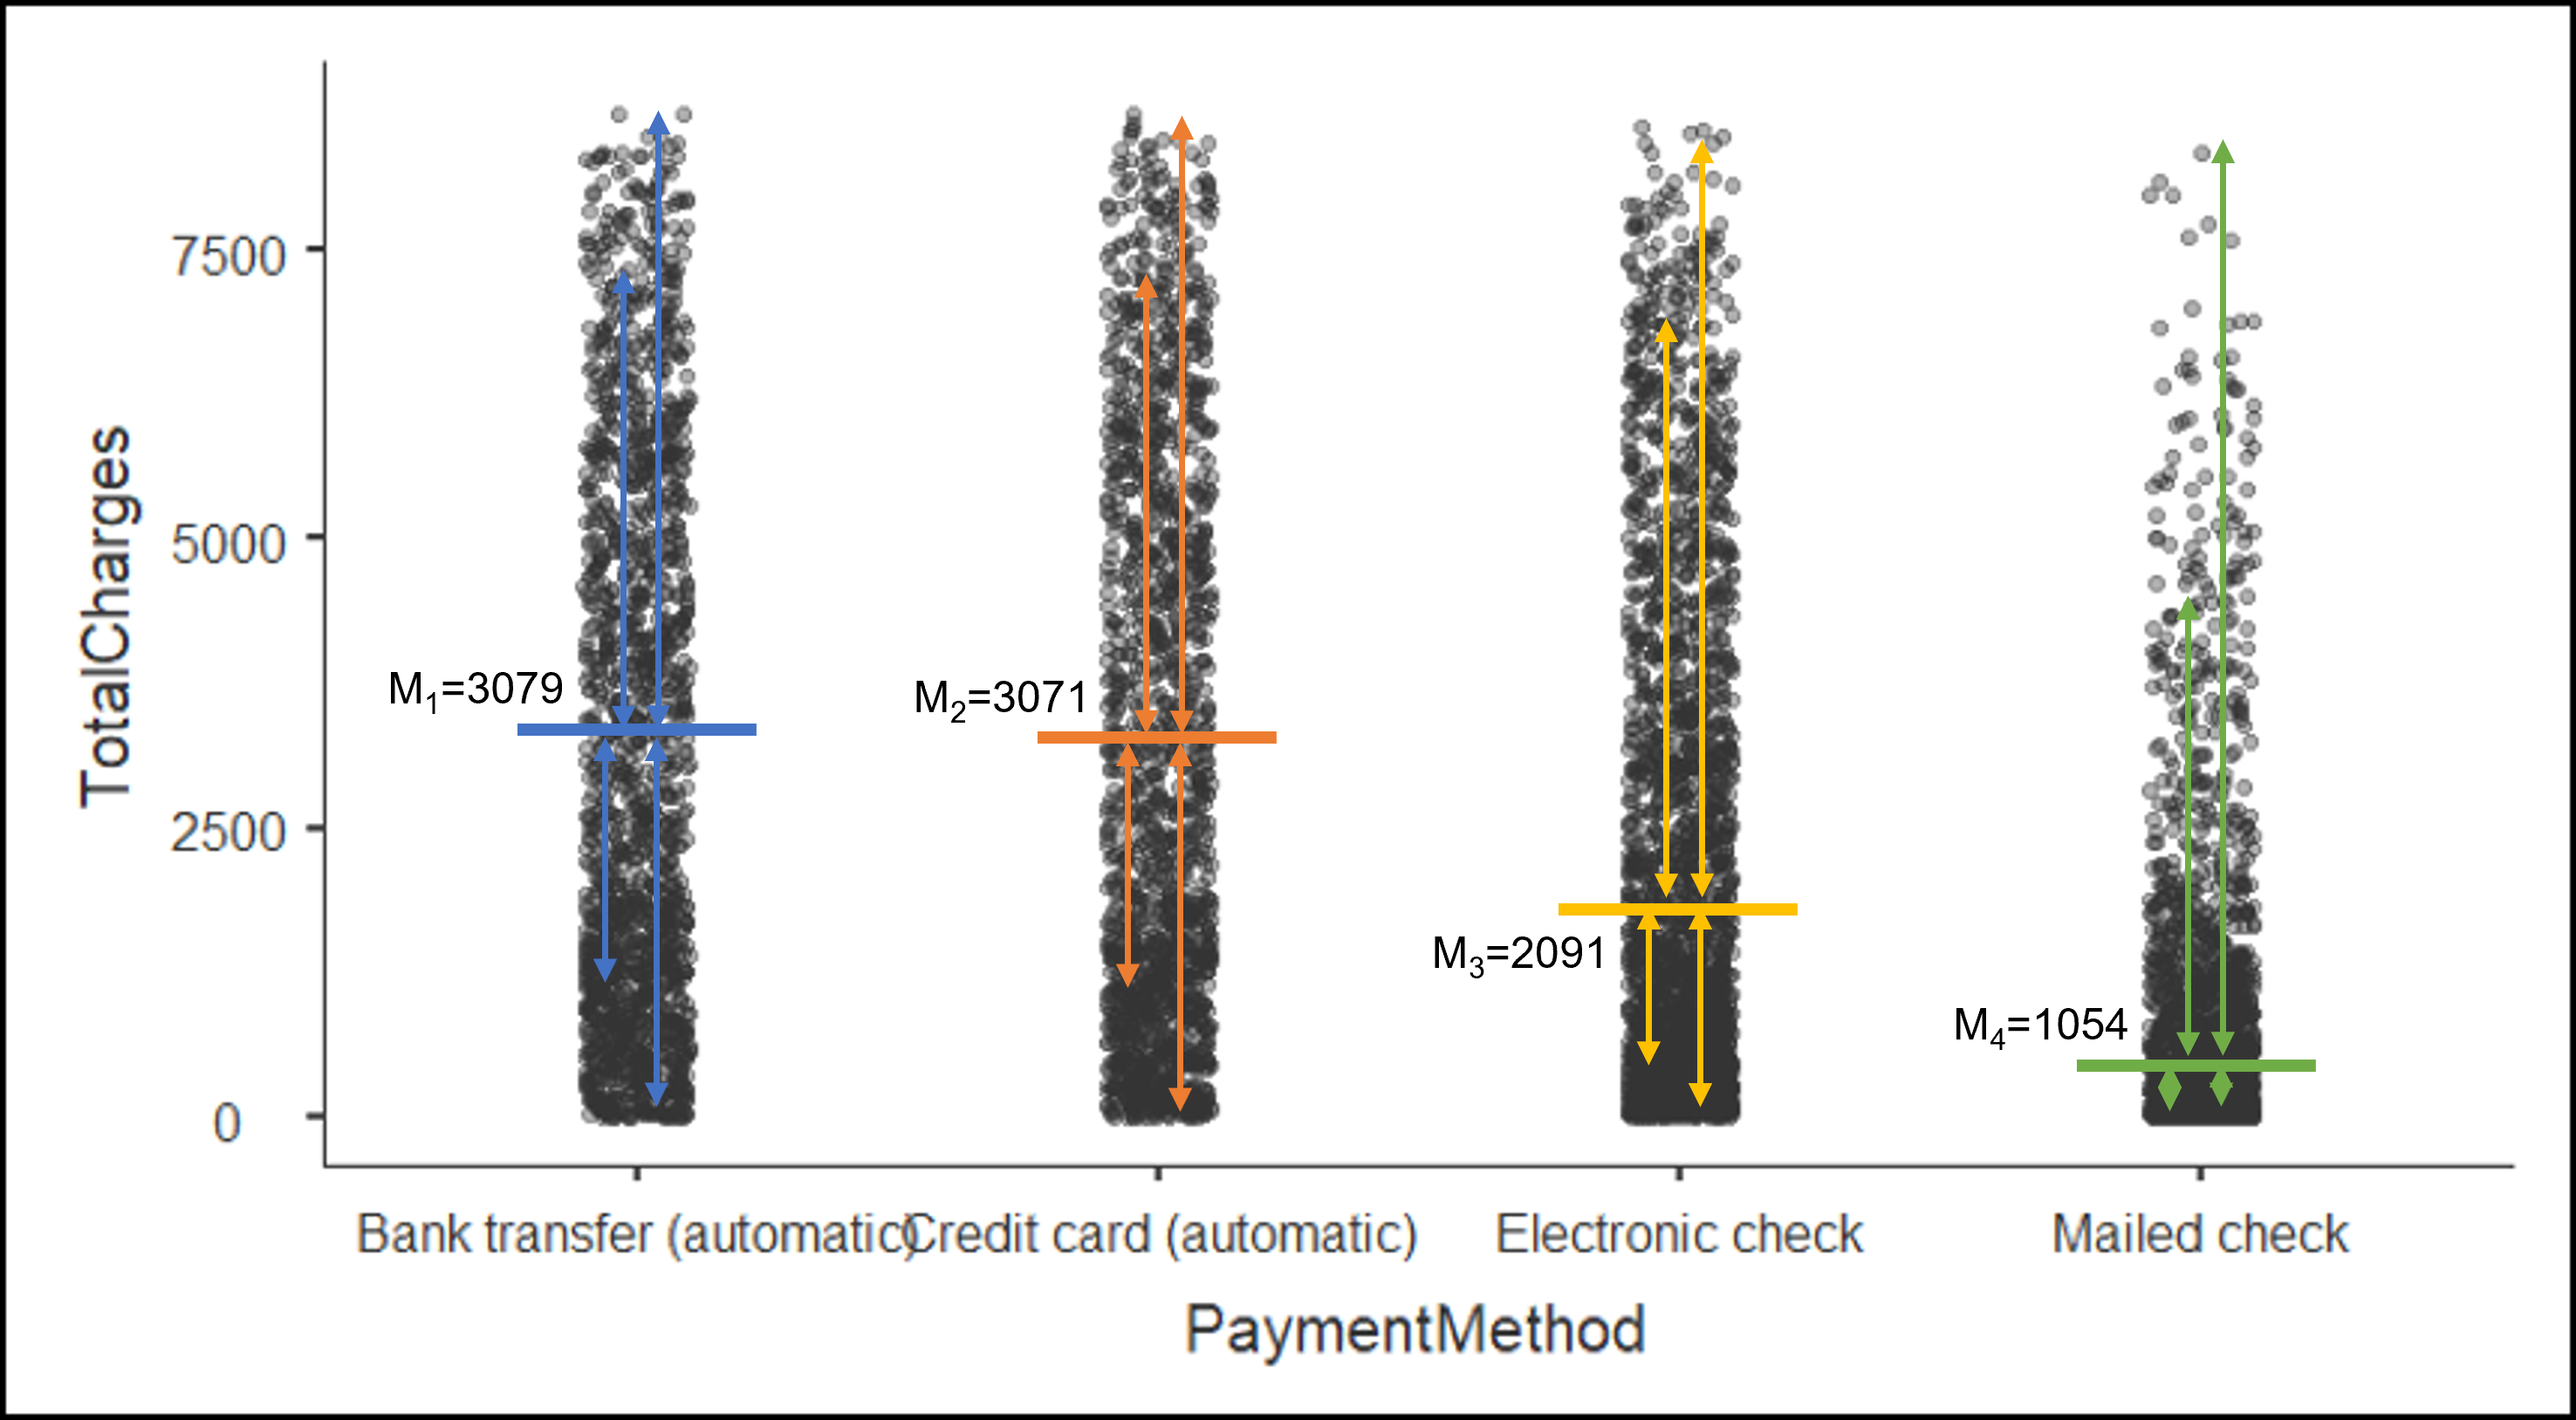 TotalCharges
7500
5000
2500
0
M₁=3079
M₂=3071
M₃=2091
M₄=1054
Bank transfer (automatic)
Credit card (automatic)
Electronic check
Mailed check
PaymentMethod